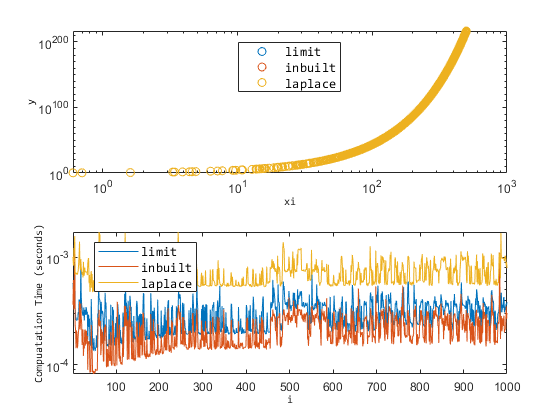 10^200
10^100
10^0
y
limit
inbuilt
laplace
10^0 10^1 10^2 10^3
xi
10^-3
10^-4
Compuatation Time (seconds)
limit
inbuilt
laplace
100 200 300 400 500 600 700 800 900 1000
i